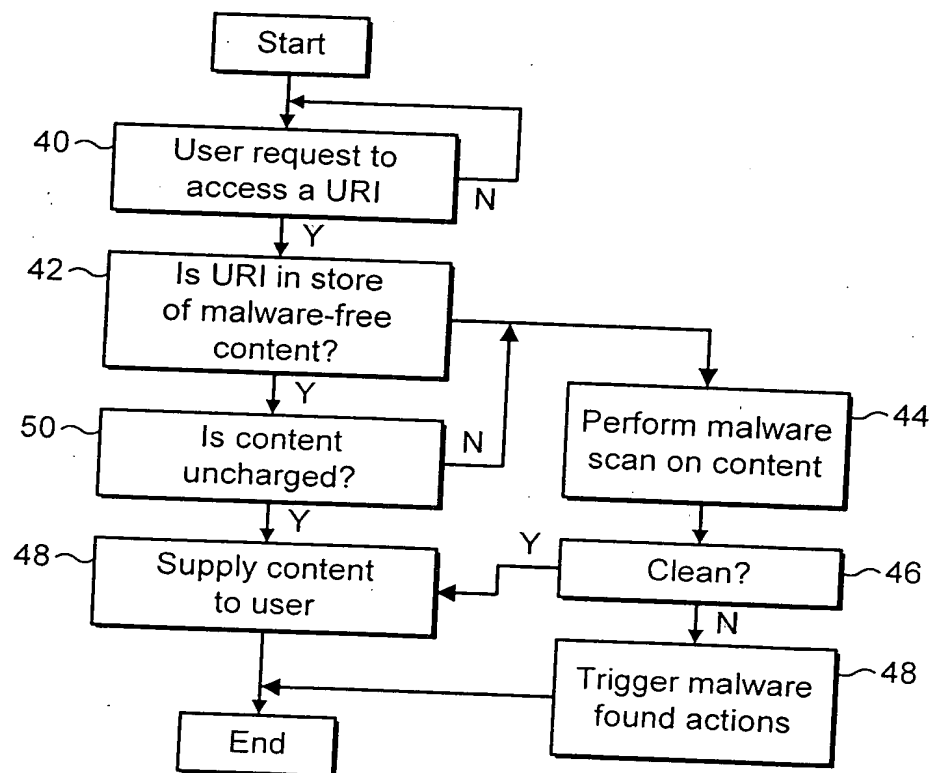 Start
40
User request to
access a URI
N
Y
42
Is URI in store
of malware-free
content?
Y
50
Is content
uncharged?
N
Y
44
Perform malware
scan on content
48
Supply content
to user
Y
Clean?
46
N
Trigger malware
found actions
48
End